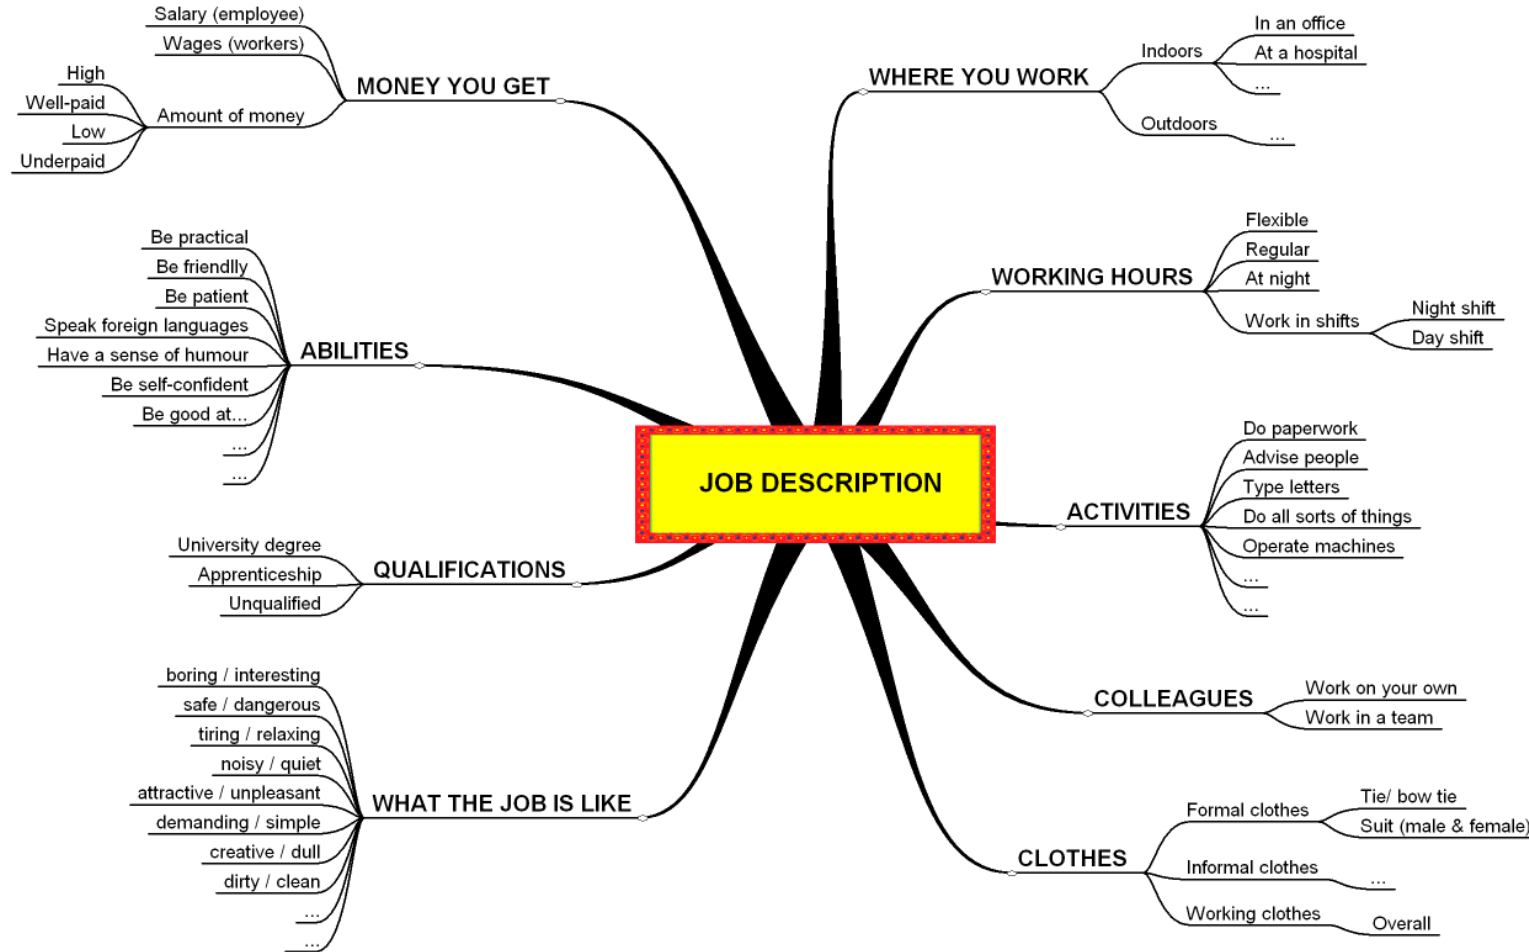 Salary (employee)
Wages (workers)
MONEY YOU GET
Amount of money
High
Well-paid
Low
Underpaid
WHERE YOU WORK
Indoors
In an office
At a hospital
...
Outdoors
...
Be practical
Be friendlly
Be patient
Speak foreign languages
Have a sense of humour
Be self-confident
Be good at...
...
...
ABILITIES
WORKING HOURS
Flexible
Regular
At night
Work in shifts
Night shift
Day shift
JOB DESCRIPTION
ACTIVITIES
Do paperwork
Advise people
Type letters
Do all sorts of things
Operate machines
...
...
University degree
Apprenticeship
Unqualified
QUALIFICATIONS
COLLEAGUES
Work on your own
Work in a team
boring / interesting
safe / dangerous
tiring / relaxing
noisy / quiet
attractive / unpleasant
demanding / simple
creative / dull
dirty / clean
...
...
WHAT THE JOB IS LIKE
CLOTHES
Formal clothes
Tie/ bow tie
Suit (male & female)
Informal clothes
...
Working clothes
Overall